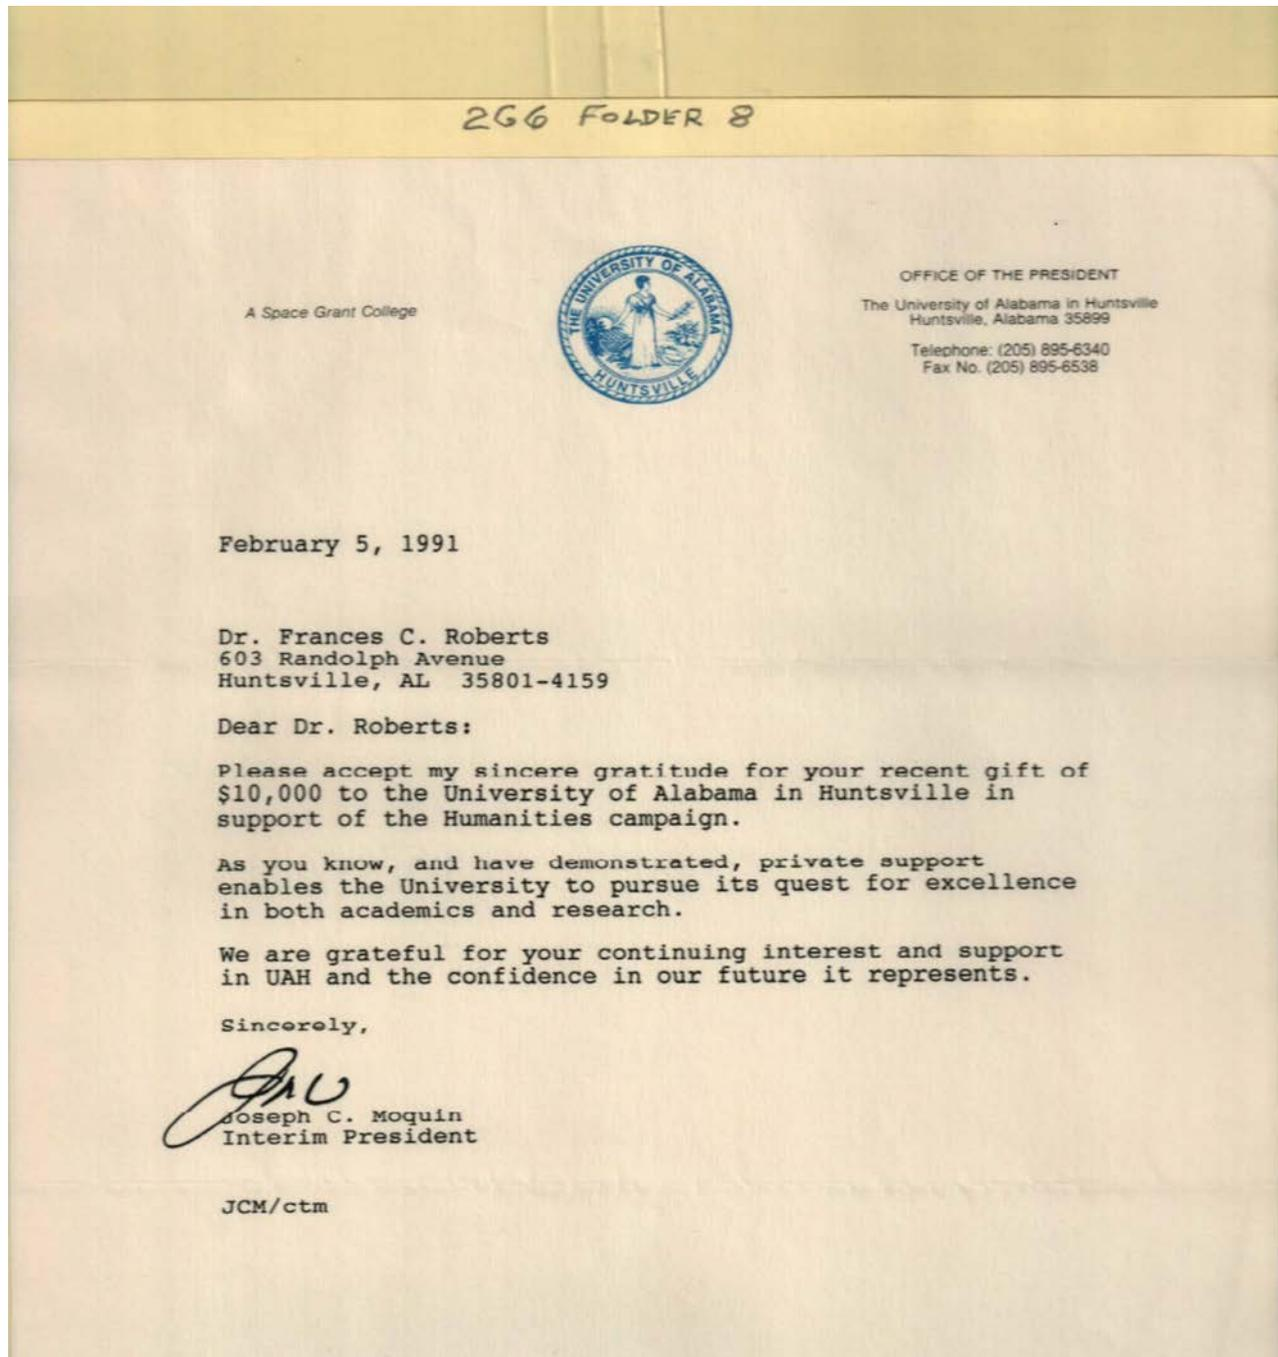 2G6 FOLDER 8
A Space Grant College
THE UNIVERSITY OF ALABAMA
HUNTSVILLE
OFFICE OF THE PRESIDENT
The University of Alabama in Huntsville
Huntsville, Alabama 35899
Telephone: (205) 895-6340
Fax No. (205) 895-6538
February 5, 1991
Dr. Frances C. Roberts
603 Randolph Avenue
Huntsville, AL 35801-4159
Dear Dr. Roberts:
Please accept my sincere gratitude for your recent gift of
$10,000 to the University of Alabama in Huntsville in
support of the Humanities campaign.
As you know, and have demonstrated, private support
enables the University to pursue its quest for excellence
in both academics and research.
We are grateful for your continuing interest and support
in UAH and the confidence in our future it represents.
Sincerely,
Joseph C. Moquin
Interim President
JCM/ctm